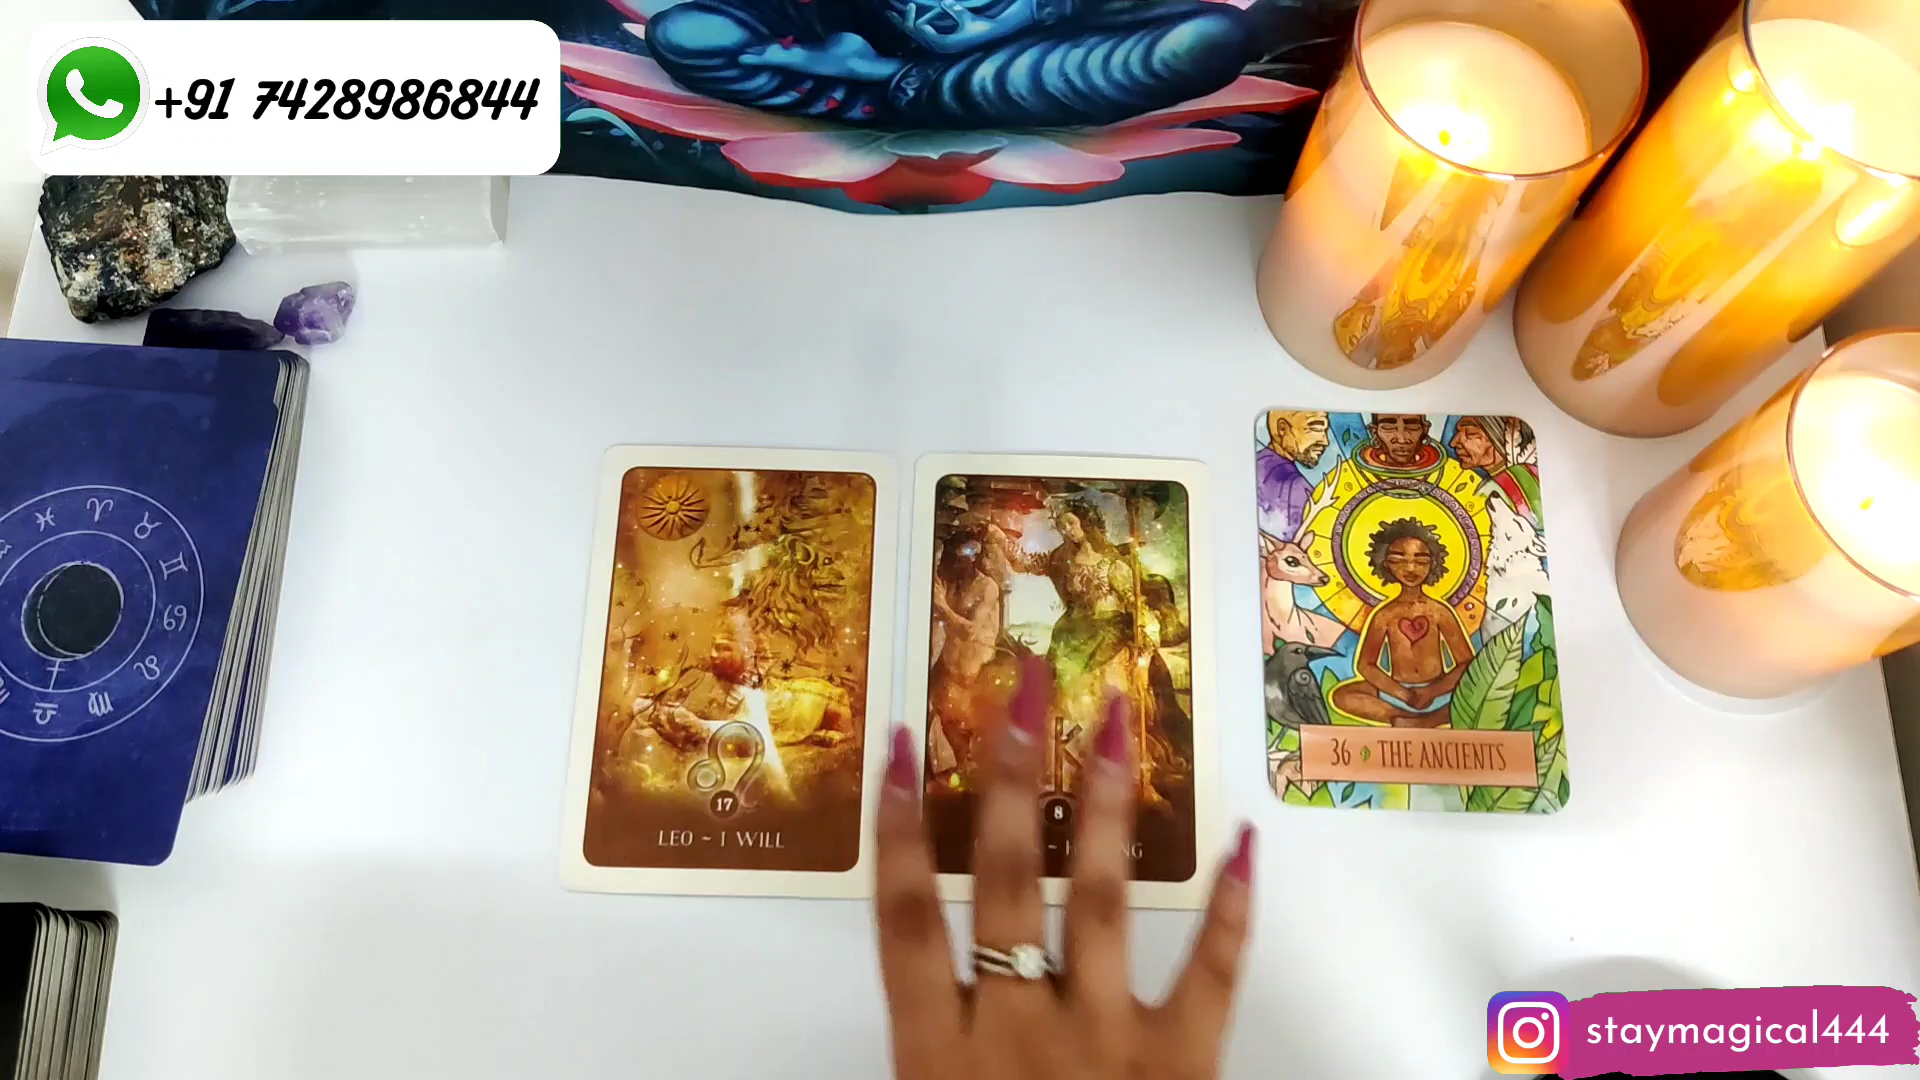 +91 7428986844
17
LEO ~ I WILL
8
36 THE ANCIENTS
staymagical444